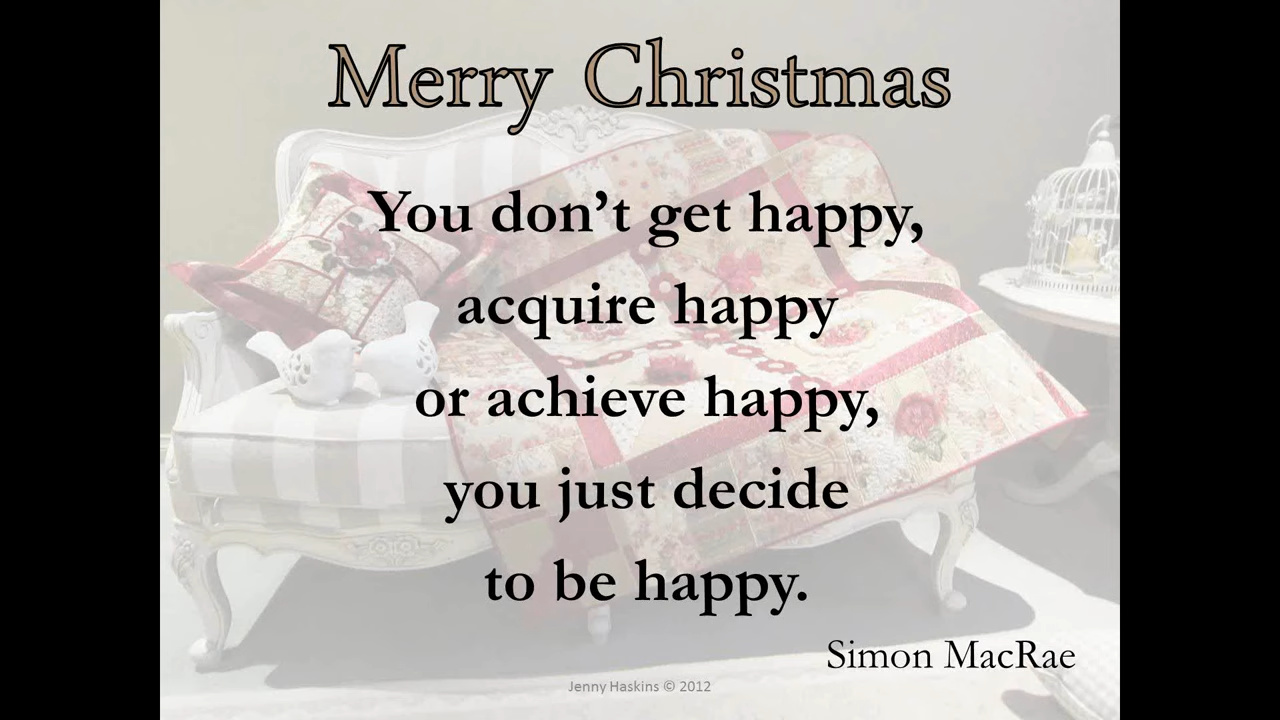 Merry Christmas
You don’t get happy,
acquire happy
or achieve happy,
you just decide
to be happy.
Simon MacRae
Jenny Haskins © 2012